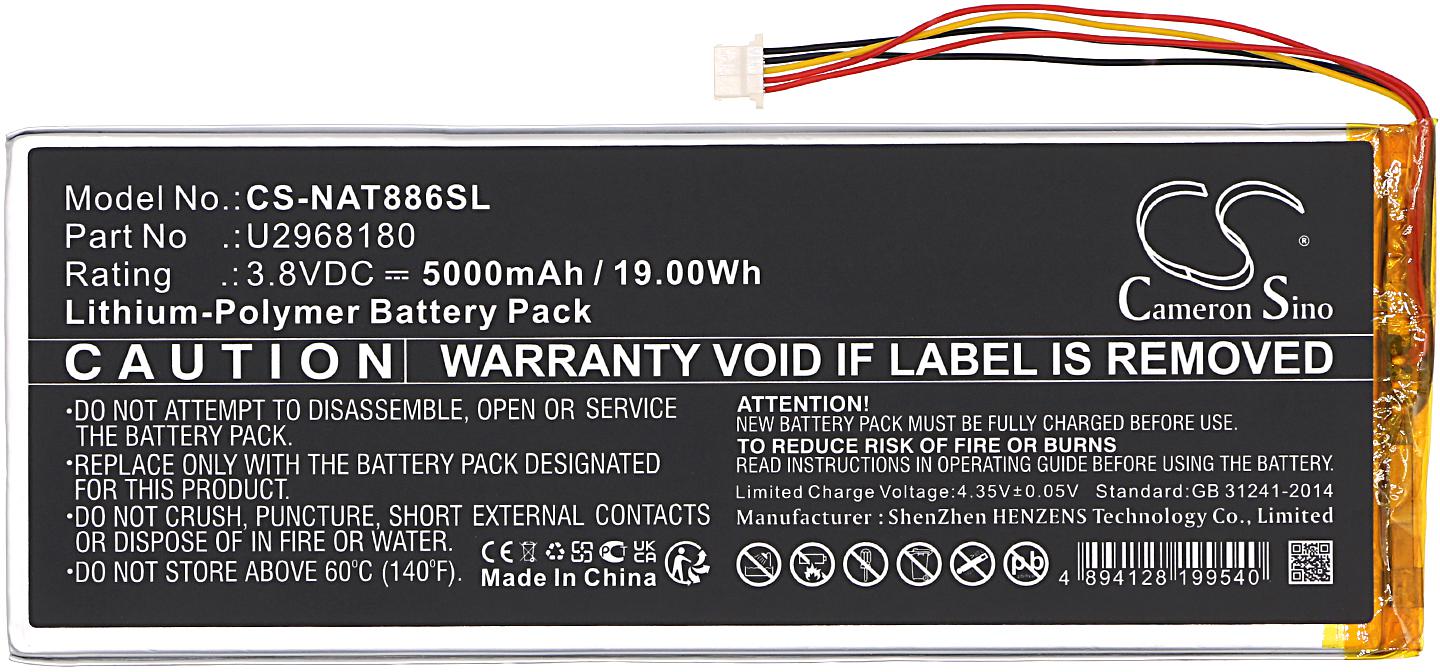 Model No.:CS-NAT886SL
Part No .:U2968180
Rating .:3.8VDC ⎓ 5000mAh / 19.00Wh
Lithium-Polymer Battery Pack
CS
®
Cameron Sino
CAUTION
WARRANTY VOID IF LABEL IS REMOVED
•DO NOT ATTEMPT TO DISASSEMBLE, OPEN OR SERVICE
THE BATTERY PACK.
•REPLACE ONLY WITH THE BATTERY PACK DESIGNATED
FOR THIS PRODUCT.
•DO NOT CRUSH, PUNCTURE, SHORT EXTERNAL CONTACTS
OR DISPOSE OF IN FIRE OR WATER.
•DO NOT STORE ABOVE 60°C (140°F).
CE PCT UKCA
Made In China
ATTENTION!
NEW BATTERY PACK MUST BE FULLY CHARGED BEFORE USE.
TO REDUCE RISK OF FIRE OR BURNS
READ INSTRUCTIONS IN OPERATING GUIDE BEFORE USING THE BATTERY.
Limited Charge Voltage:4.35V±0.05V Standard:GB 31241-2014
Manufacturer : ShenZhen HENZENS Technology Co., Limited
Pb
4 894128 199540